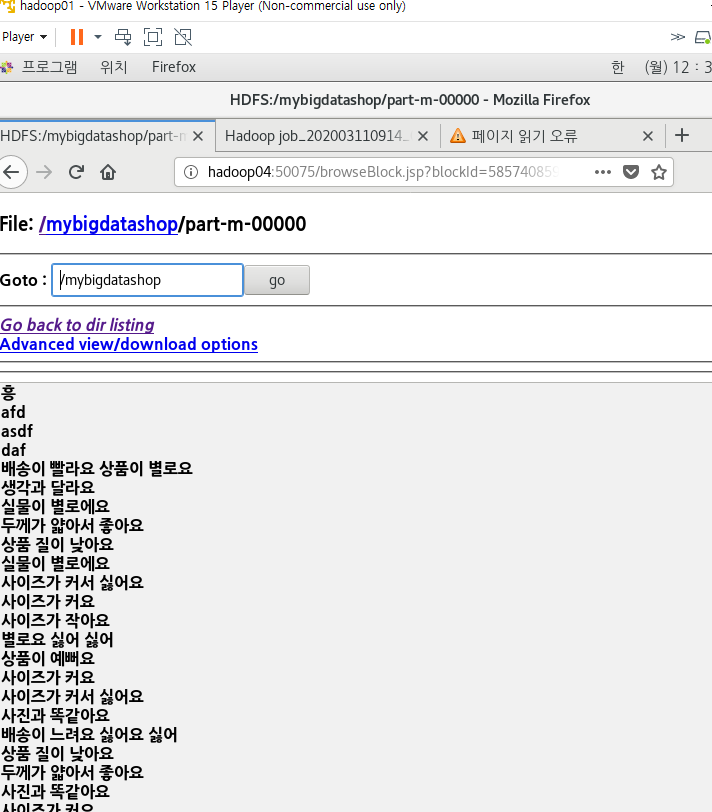 hadoop01 - VMware Workstation 15 Player (Non-commercial use only)
Player
프로그램 위치 Firefox 한 (월) 12 : 3
HDFS:/mybigdatashop/part-m-00000 - Mozilla Firefox
HDFS:/mybigdatashop/part-m Hadoop job_202003110914_ 페이지 읽기 오류
hadoop04:50075/browseBlock.jsp?blockId=585740859
File: /mybigdatashop/part-m-00000
Goto : /mybigdatashop go
Go back to dir listing
Advanced view/download options
흥
afd
asdf
daf
배송이 빨라요 상품이 별로요
생각과 달라요
실물이 별로에요
두께가 얇아서 좋아요
상품 질이 낮아요
실물이 별로에요
사이즈가 커서 싫어요
사이즈가 커요
사이즈가 작아요
별로요 싫어 싫어
상품이 예뻐요
사이즈가 커요
사이즈가 커서 싫어요
사진과 똑같아요
배송이 느려요 싫어요 싫어
상품 질이 낮아요
두께가 얇아서 좋아요
사진과 똑같아요
사이즈가 커요